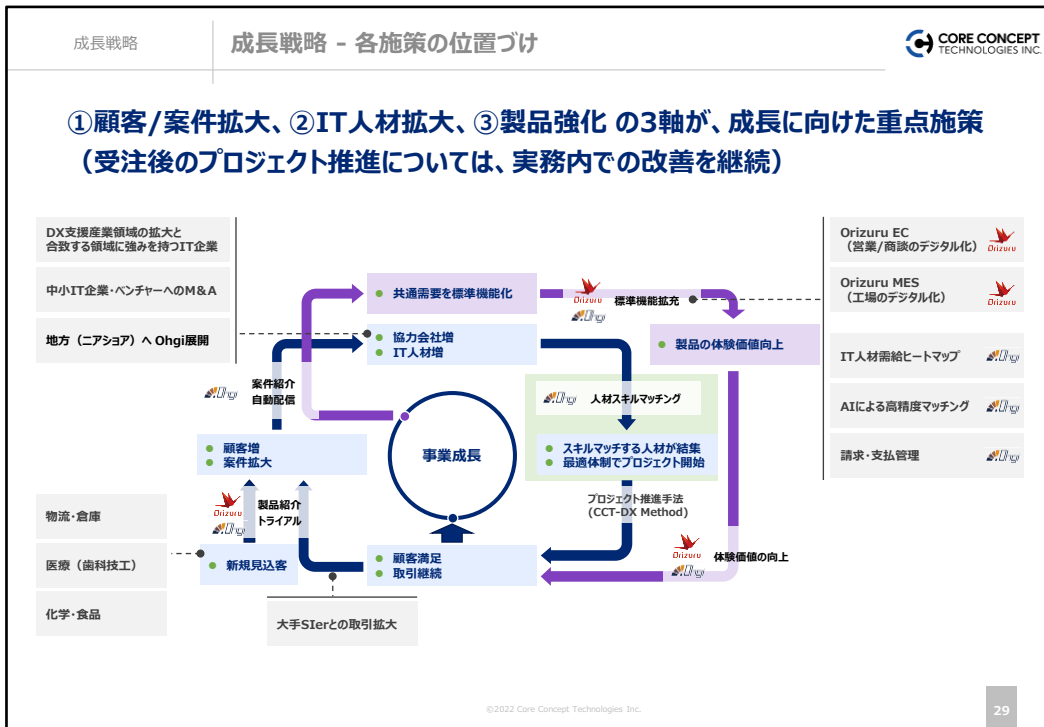 成長戦略
成長戦略 - 各施策の位置づけ
CORE CONCEPT
TECHNOLOGIES INC.
①顧客/案件拡大、②IT人材拡大、③製品強化 の3軸が、成長に向けた重点施策
（受注後のプロジェクト推進については、実務内での改善を継続）
DX支援産業領域の拡大と
合致する領域に強みを持つIT企業
中小IT企業・ベンチャーへのM&A
地方（ニアショア）へ Ohgi展開
共通需要を標準機能化
Orizuru
Ohgi
標準機能拡充
協力会社増
IT人材増
製品の体験価値向上
Orizuru EC
（営業/商談のデジタル化）
Orizuru
Orizuru MES
（工場のデジタル化）
Orizuru
IT人材需給ヒートマップ
Ohgi
AIによる高精度マッチング
Ohgi
請求・支払管理
Ohgi
Ohgi
案件紹介
自動配信
Ohgi
人材スキルマッチング
顧客増
案件拡大
事業成長
スキルマッチする人材が結集
最適体制でプロジェクト開始
プロジェクト推進手法
(CCT-DX Method)
Orizuru
Ohgi
製品紹介
トライアル
物流・倉庫
医療（歯科技工）
化学・食品
新規見込客
顧客満足
取引継続
Orizuru
Ohgi
体験価値の向上
大手SIerとの取引拡大
©2022 Core Concept Technologies Inc.
29